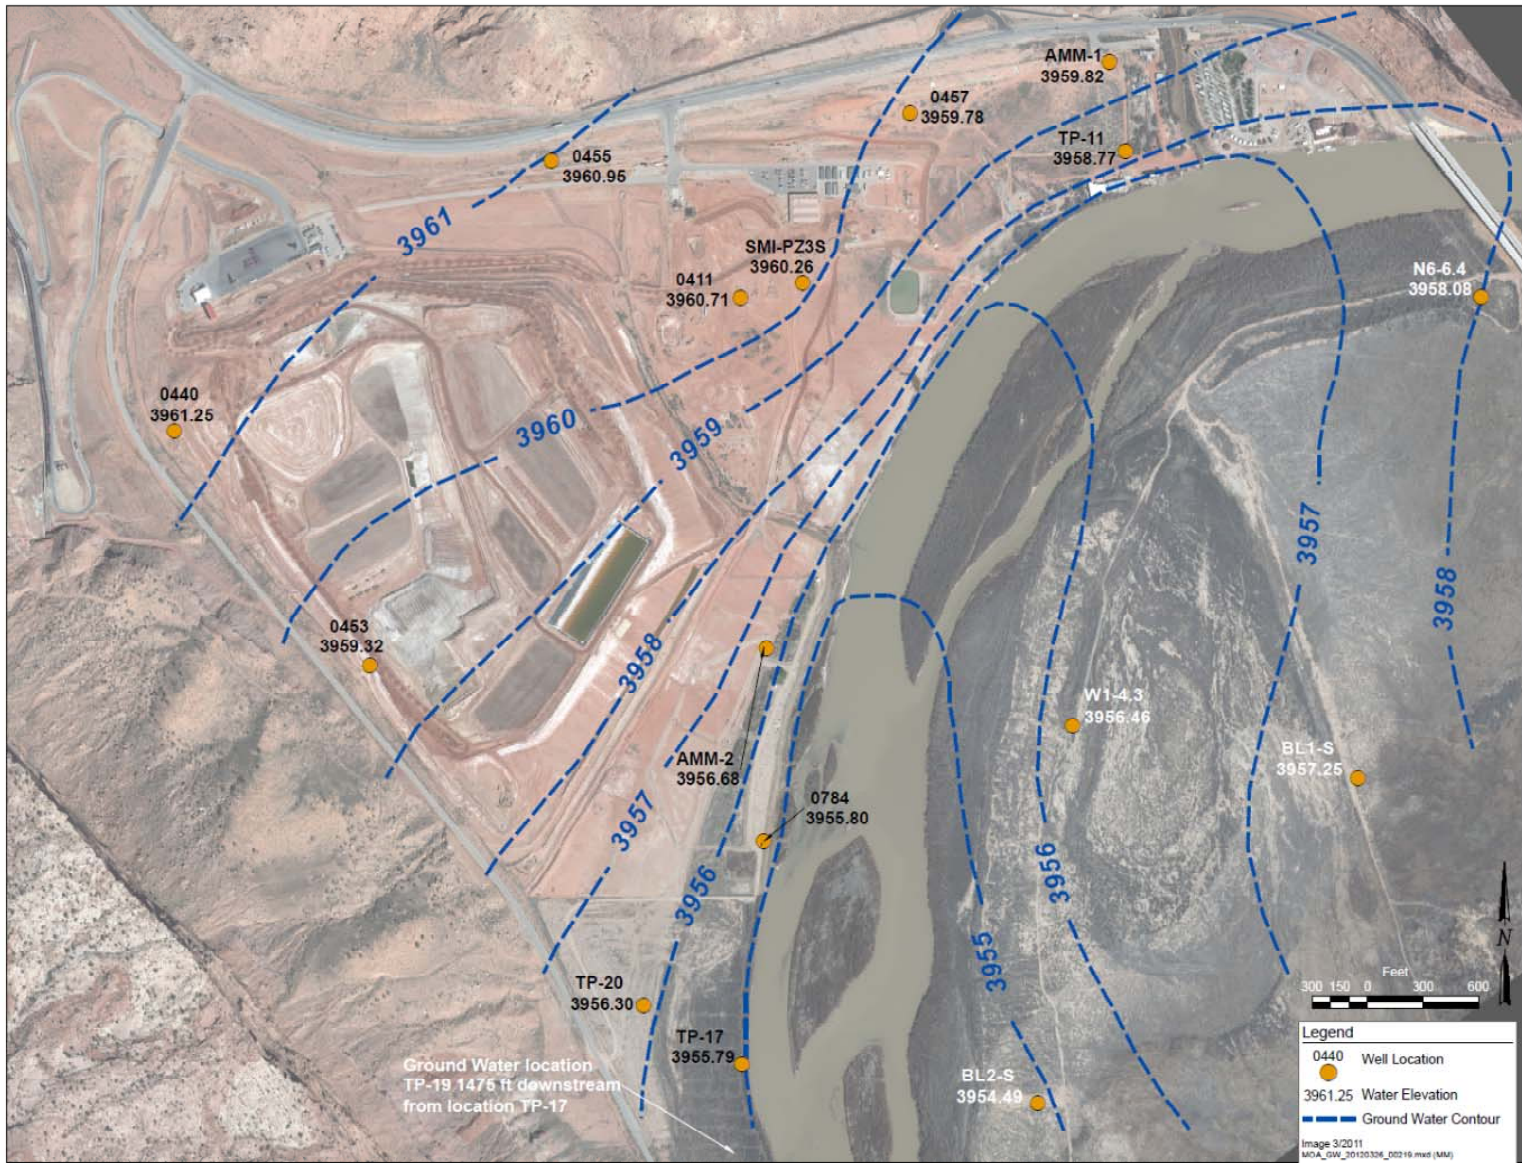 AMM-1
3959.82
0457
3959.78
TP-11
3958.77
0455
3960.95
3961
SMI-PZ3S
3960.26
0411
3960.71
N6-6.4
3958.08
0440
3961.25
3960
3959
3957
3958
0453
3959.32
3958
W1-4.3
3956.46
BL1-S
3957.25
AMM-2
3956.68
0784
3955.80
3957
3956
3956
3955
TP-20
3956.30
TP-17
3955.79
BL2-S
3954.49
Ground Water location
TP-19 1475 ft downstream
from location TP-17
N
Feet
300 150 0 300 600
Legend
0440 Well Location
3961.25 Water Elevation
Ground Water Contour
Image 3/2011
MOA_GW_20120326_00219.mxd (MM)